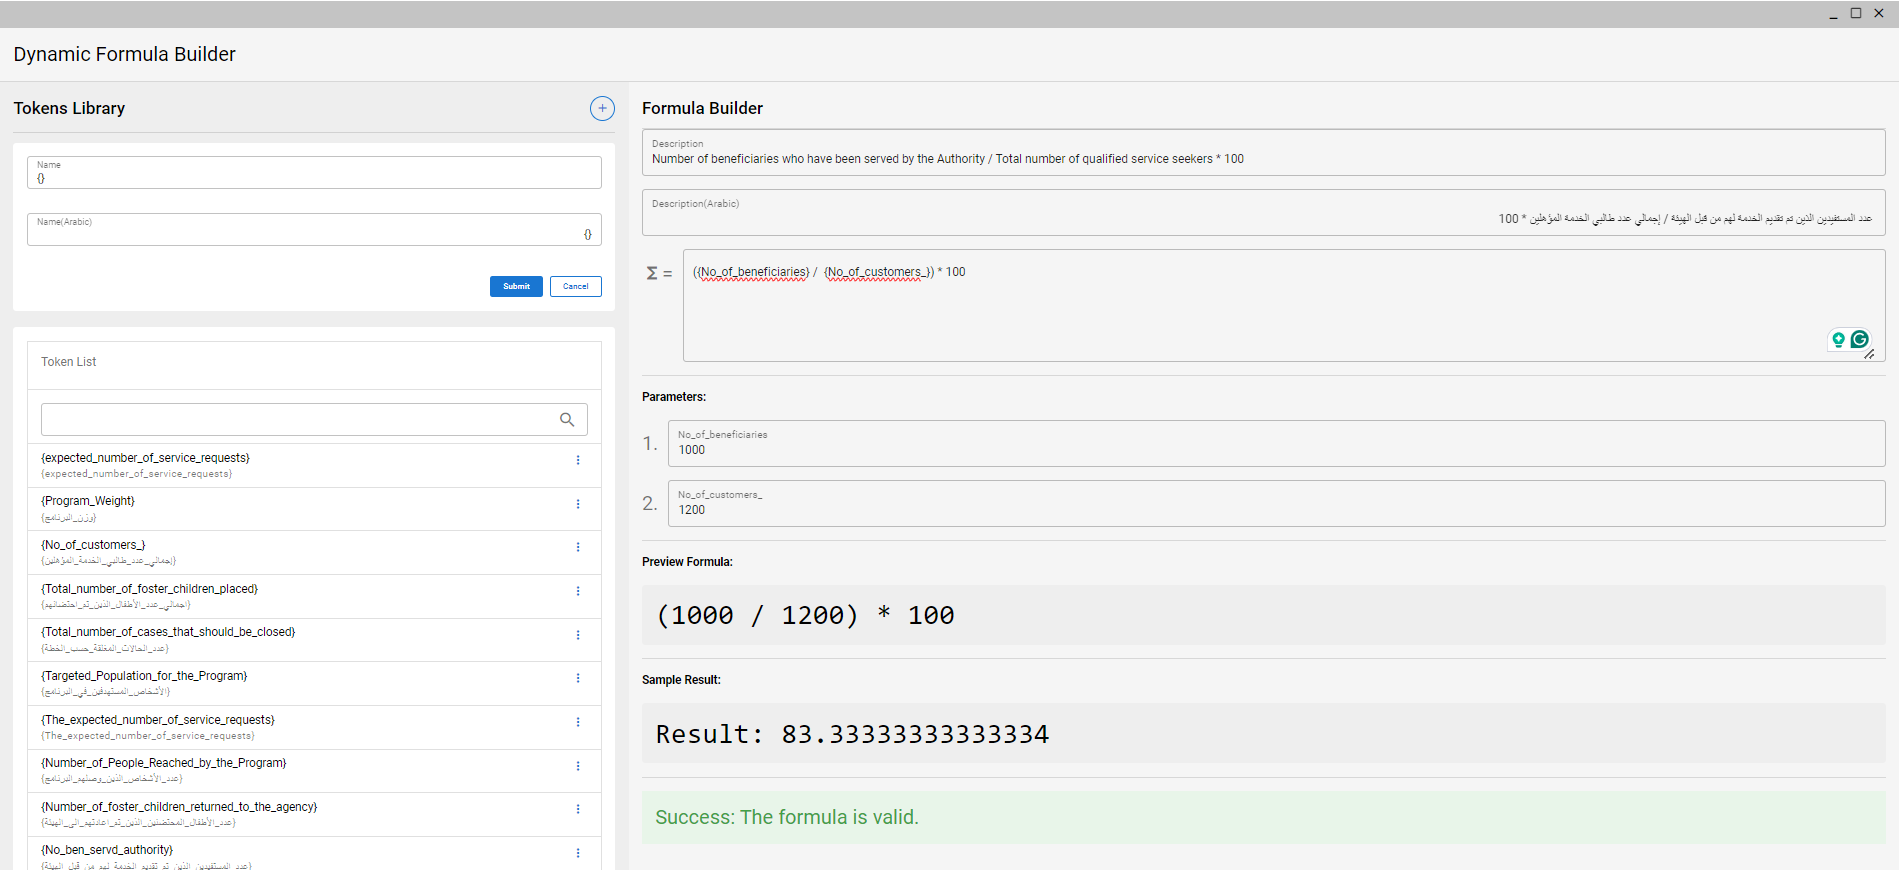 Dynamic Formula Builder
Tokens Library
Name
{}
Name(Arabic)
{}
Submit
Cancel
Token List
{expected_number_of_service_requests}
{expected_number_of_service_requests}
{Program_Weight}
{وزن_البرنامج}
{No_of_customers_}
{إجمالي_عدد_طالبي_الخدمة_المؤهلين}
{Total_number_of_foster_children_placed}
{اجمالي_عدد_الأطفال_الذين_تم_احتضانهم}
{Total_number_of_cases_that_should_be_closed}
{عدد_الحالات_المغلقة_حسب_الخطة}
{Targeted_Population_for_the_Program}
{الأشخاص_المستهدفين_في_البرنامج}
{The_expected_number_of_service_requests}
{The_expected_number_of_service_requests}
{Number_of_People_Reached_by_the_Program}
{عدد_الأشخاص_الذين_وصلهم_البرنامج}
{Number_of_foster_children_returned_to_the_agency}
{عدد_الأطفال_المحتضنين_الذين_تم_اعادتهم_الى_الهيئة}
{No_ben_servd_authority}
{عدد_المستفيدين_الذين_تم_تقديم_الخدمة_لهم_من_قبل_الهيئة}
Formula Builder
Description
Number of beneficiaries who have been served by the Authority / Total number of qualified service seekers * 100
Description(Arabic)
عدد المستفيدين الذين تم تقديم الخدمة لهم من قبل الهيئة / إجمالي عدد طالبي الخدمة المؤهلين * 100
Σ =
({No_of_beneficiaries} / {No_of_customers_}) * 100
Parameters:
1.
No_of_beneficiaries
1000
2.
No_of_customers_
1200
Preview Formula:
(1000 / 1200) * 100
Sample Result:
Result: 83.33333333333334
Success: The formula is valid.